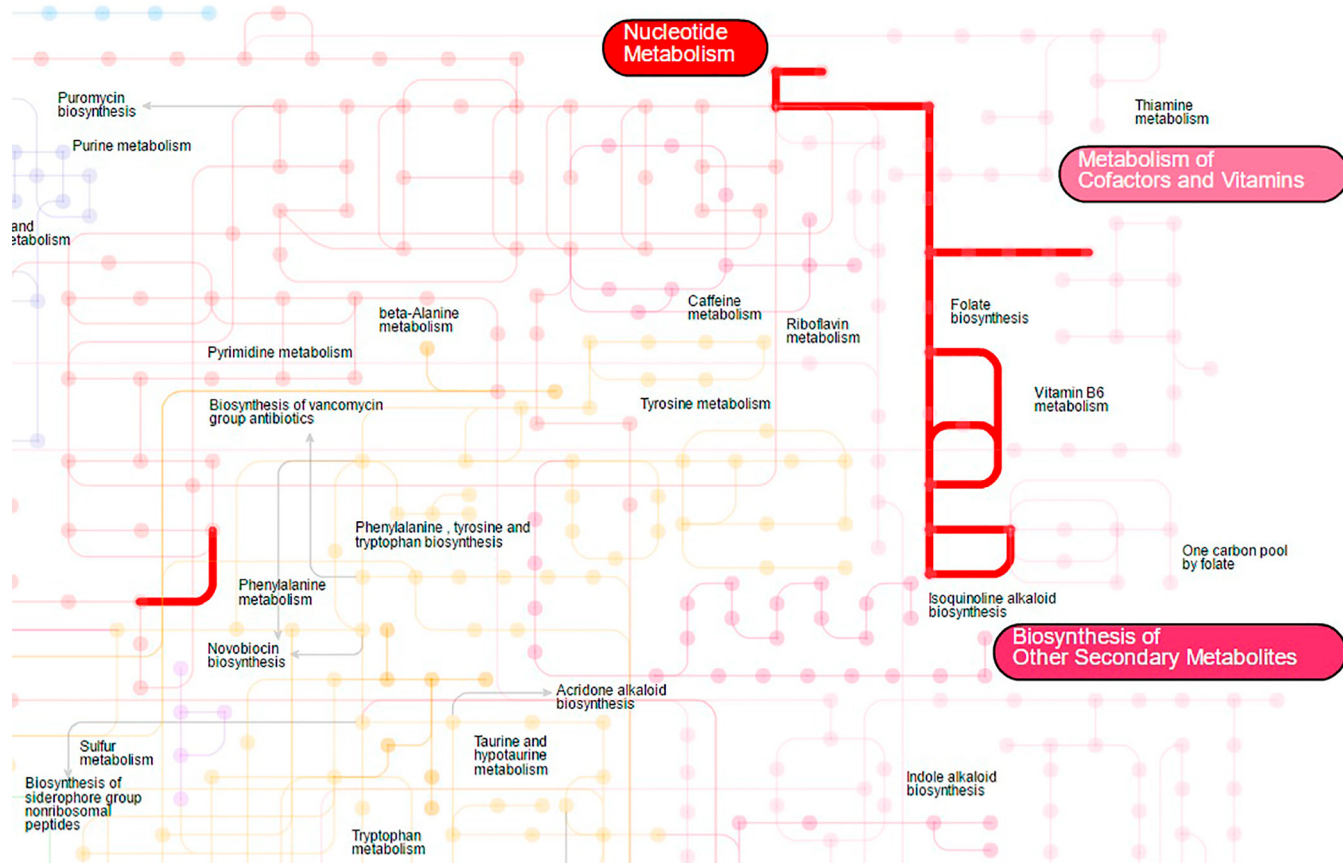 Nucleotide
Metabolism
Puromycin
biosynthesis
Thiamine
metabolism
Purine metabolism
Metabolism of
Cofactors and Vitamins
and
etabolism
Caffeine
metabolism
Folate
biosynthesis
beta-Alanine
metabolism
Riboflavin
metabolism
Pyrimidine metabolism
Vitamin B6
metabolism
Biosynthesis of vancomycin
group antibiotics
Tyrosine metabolism
Phenylalanine , tyrosine and
tryptophan biosynthesis
One carbon pool
by folate
Phenylalanine
metabolism
Isoquinoline alkaloid
biosynthesis
Novobiocin
biosynthesis
Biosynthesis of
Other Secondary Metabolites
Acridone alkaloid
biosynthesis
Sulfur
metabolism
Taurine and
hypotaurine
metabolism
Biosynthesis of
siderophore group
nonribosomal
peptides
Indole alkaloid
biosynthesis
Tryptophan
metabolism